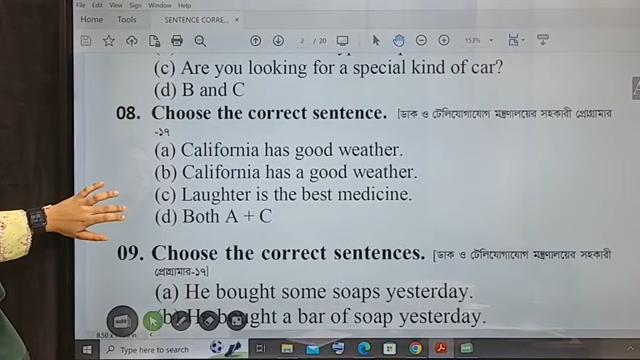 File Edit View Sign Window Help
Home Tools SENTENCE CORRE... ×
2 / 20 153%
(c) Are you looking for a special kind of car?
(d) B and C
08. Choose the correct sentence. [ডাক ও টেলিযোগাযোগ মন্ত্রণালয়ের সহকারী প্রোগ্রামার
-১৭
(a) California has good weather.
(b) California has a good weather.
(c) Laughter is the best medicine.
(d) Both A + C
09. Choose the correct sentences. [ডাক ও টেলিযোগাযোগ মন্ত্রণালয়ের সহকারী
প্রোগ্রামার-১৭]
(a) He bought some soaps yesterday.
(b) He bought a bar of soap yesterday.
Type here to search